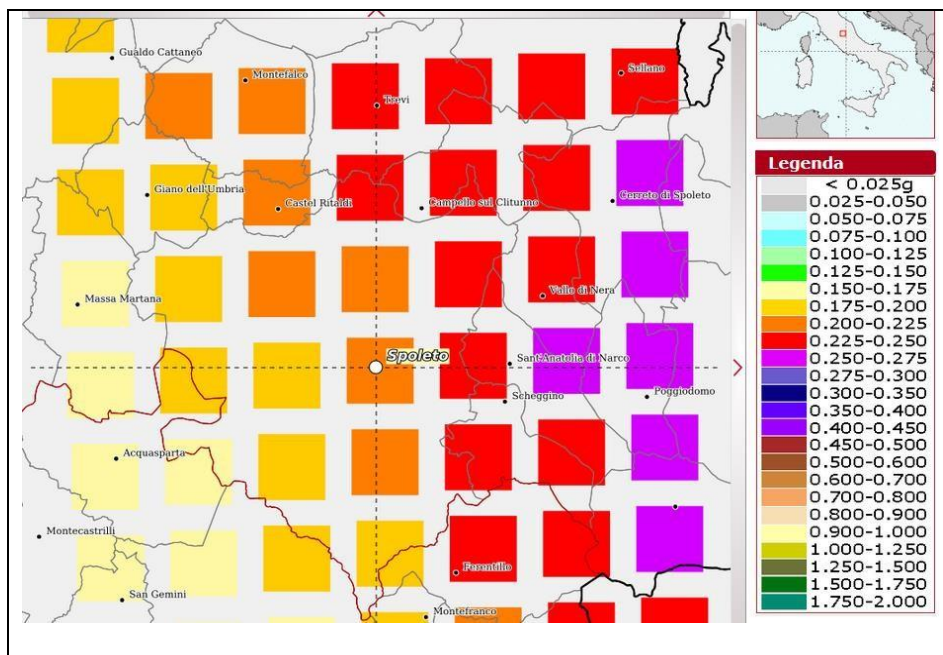 Gualdo Cattaneo
Montefalco
Trevi
Sellano
Giano dell'Umbria
Castel Ritaldi
Campello sul Clitunno
Cerreto di Spoleto
Massa Martana
Vallo di Nera
Spoleto
Sant'Anatolia di Narco
Scheggino
Poggiodomo
Acquasparta
Montecastrilli
Ferentillo
San Gemini
Montefranco
Legenda
< 0.025g
0.025-0.050
0.050-0.075
0.075-0.100
0.100-0.125
0.125-0.150
0.150-0.175
0.175-0.200
0.200-0.225
0.225-0.250
0.250-0.275
0.275-0.300
0.300-0.350
0.350-0.400
0.400-0.450
0.450-0.500
0.500-0.600
0.600-0.700
0.700-0.800
0.800-0.900
0.900-1.000
1.000-1.250
1.250-1.500
1.500-1.750
1.750-2.000